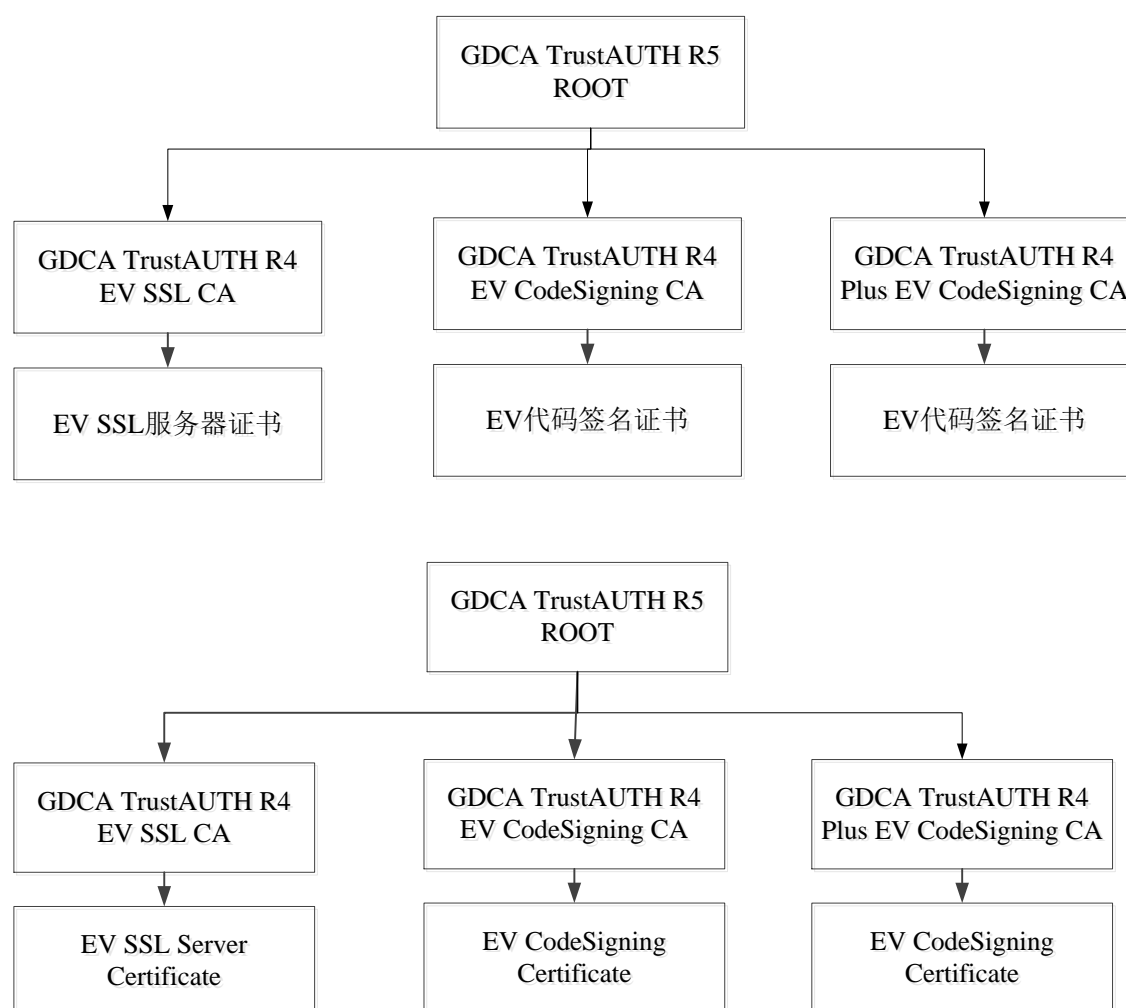 GDCA TrustAUTH R5
ROOT
GDCA TrustAUTH R4
EV SSL CA
GDCA TrustAUTH R4
EV CodeSigning CA
GDCA TrustAUTH R4
Plus EV CodeSigning CA
EV SSL服务器证书
EV代码签名证书
EV代码签名证书
GDCA TrustAUTH R5
ROOT
GDCA TrustAUTH R4
EV SSL CA
GDCA TrustAUTH R4
EV CodeSigning CA
GDCA TrustAUTH R4
Plus EV CodeSigning CA
EV SSL Server
Certificate
EV CodeSigning
Certificate
EV CodeSigning
Certificate